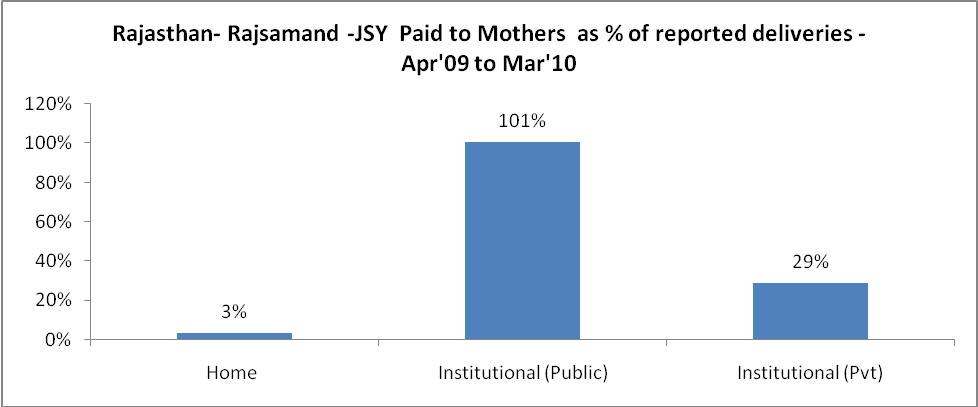 Rajasthan- Rajsamand -JSY  Paid to Mothers  as % of reported deliveries -
Apr'09 to Mar'10
120%
100%
80%
60%
40%
20%
0%
101%
29%
3%
Home
Institutional (Public)
Institutional (Pvt)